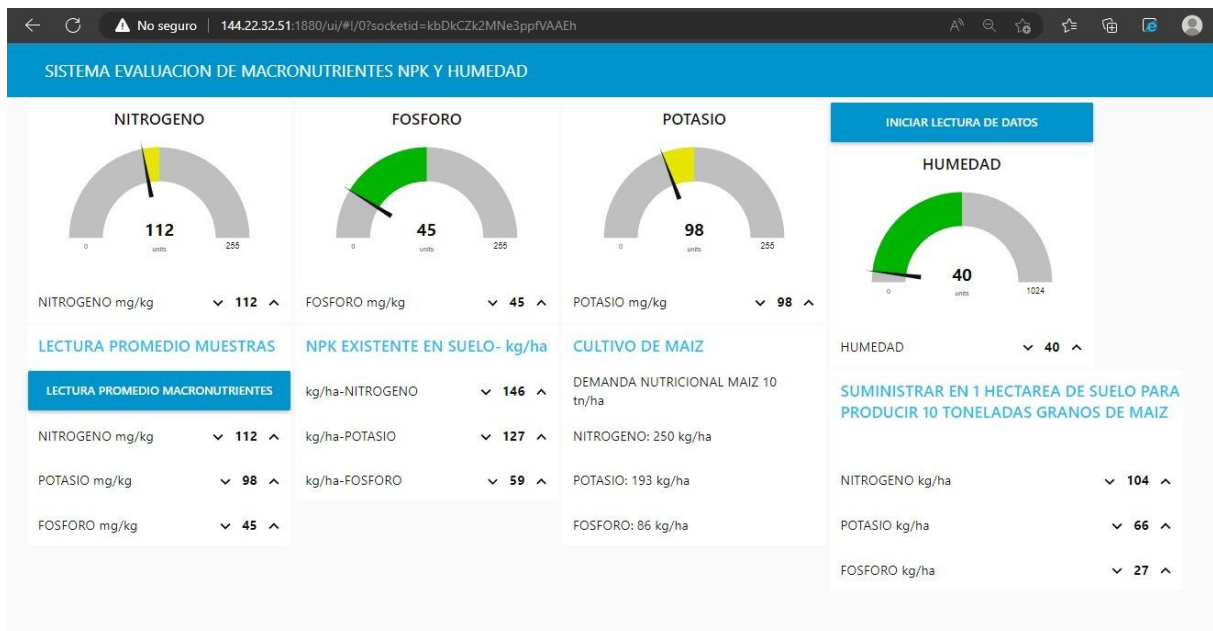 No seguro | 144.22.32.51:1880/ui/#!/0?socketid=kbDkCZk2MNe3ppfVAAEh
SISTEMA EVALUACION DE MACRONUTRIENTES NPK Y HUMEDAD
NITROGENO
112
units
0
255
NITROGENO mg/kg 112
FOSFORO
45
units
0
255
FOSFORO mg/kg 45
POTASIO
98
units
0
255
POTASIO mg/kg 98
INICIAR LECTURA DE DATOS
HUMEDAD
40
units
0
1024
HUMEDAD 40
LECTURA PROMEDIO MUESTRAS
LECTURA PROMEDIO MACRONUTRIENTES
NITROGENO mg/kg 112
POTASIO mg/kg 98
FOSFORO mg/kg 45
NPK EXISTENTE EN SUELO- kg/ha
kg/ha-NITROGENO 146
kg/ha-POTASIO 127
kg/ha-FOSFORO 59
CULTIVO DE MAIZ
DEMANDA NUTRICIONAL MAIZ 10
tn/ha
NITROGENO: 250 kg/ha
POTASIO: 193 kg/ha
FOSFORO: 86 kg/ha
SUMINISTRAR EN 1 HECTAREA DE SUELO PARA
PRODUCIR 10 TONELADAS GRANOS DE MAIZ
NITROGENO kg/ha 104
POTASIO kg/ha 66
FOSFORO kg/ha 27